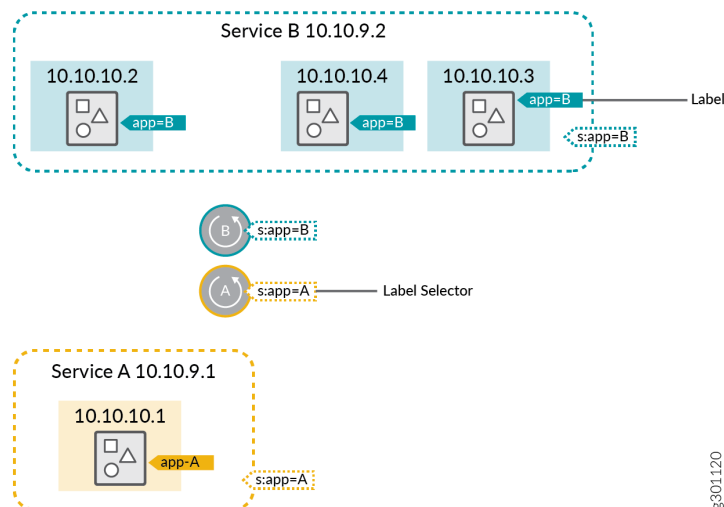 Service B 10.10.9.2
10.10.10.2
10.10.10.4
10.10.10.3
app=B
app=B
app=B
Label
s:app=B
B
s:app=B
A
s:app=A
Label Selector
Service A 10.10.9.1
10.10.10.1
app-A
s:app=A
g301120